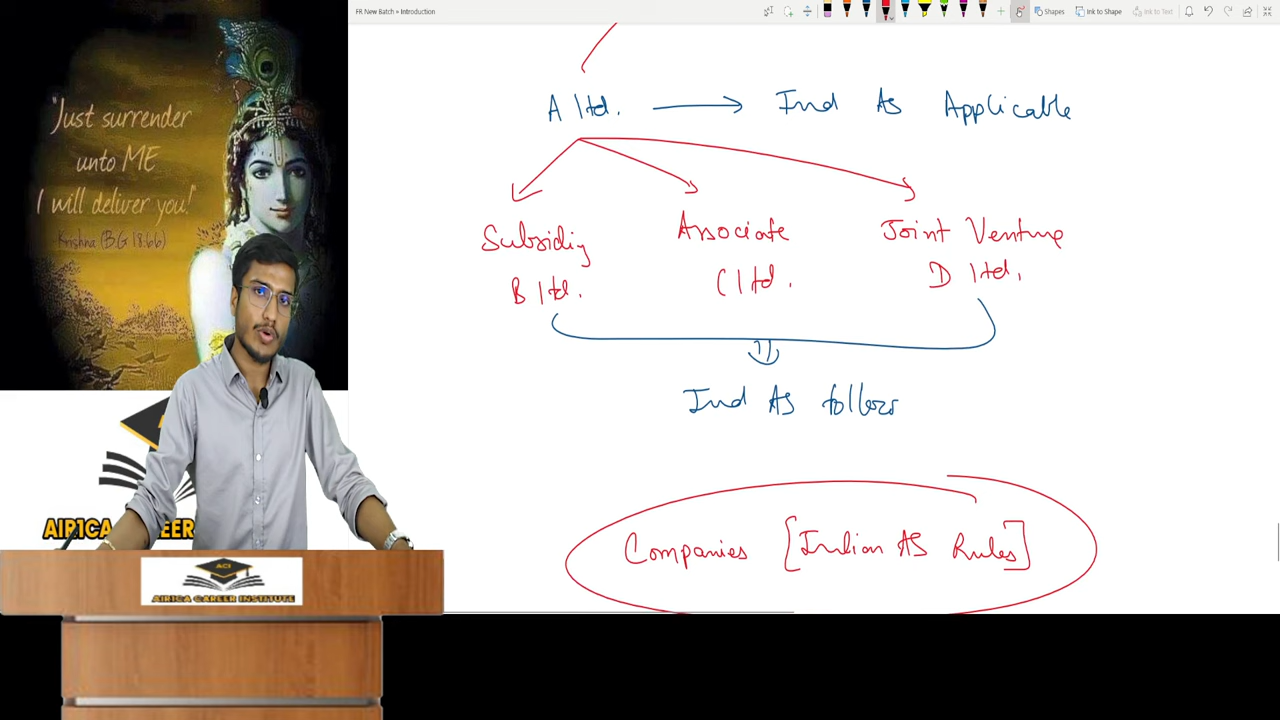 FR New Batch » Introduction
Shapes
Ink to Shape
Ink to Text
"Just surrender
unto ME
I will deliver you!"
Krishna (BG 18:66)
A ltd. Ind AS Applicable
Subsidiy Associate Joint Venture
B ltd. C ltd. D ltd.
Ind AS follow
Companies [Indian AS Rules]
ACI
AIRICA CAREER INSTITUTE